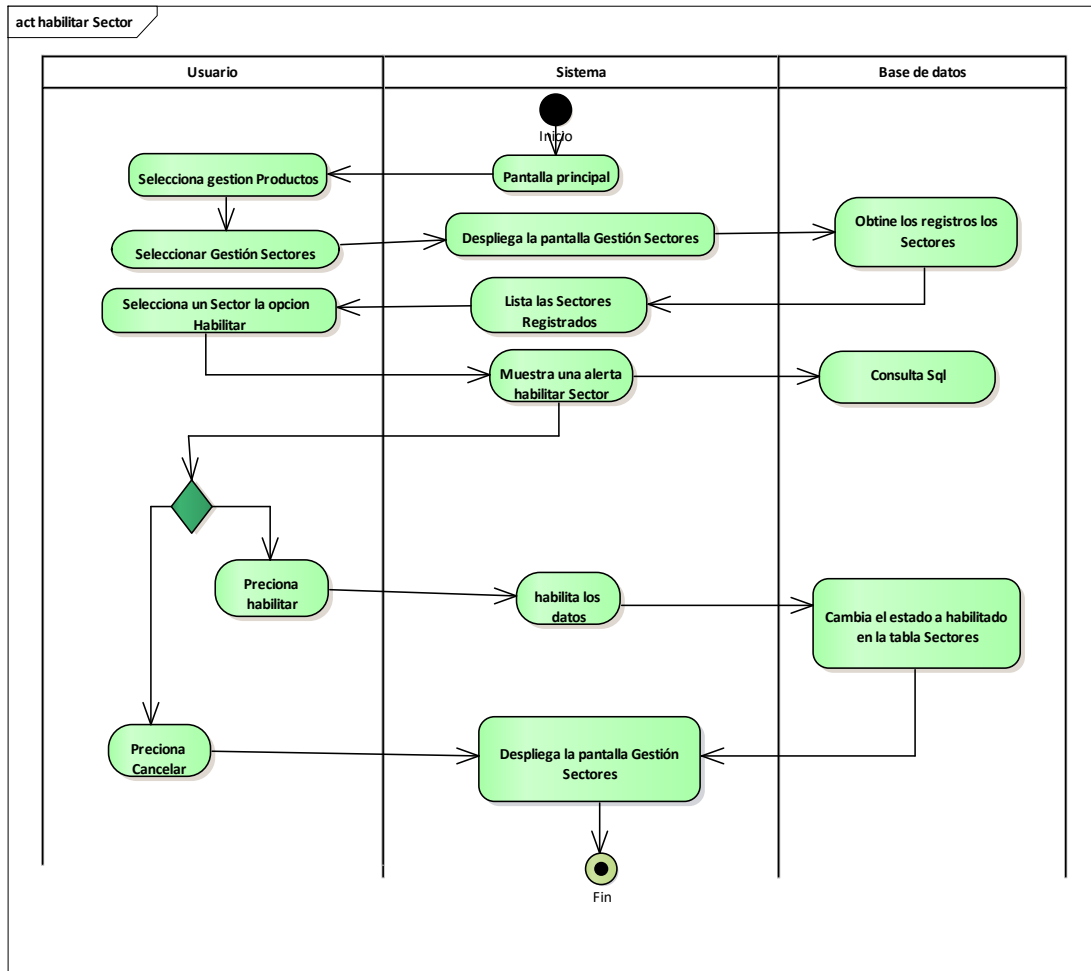 act habilitar Sector
Usuario
Sistema
Base de datos
Inicio
Selecciona gestion Productos
Pantalla principal
Seleccionar Gestión Sectores
Despliega la pantalla Gestión Sectores
Obtine los registros los
Sectores
Selecciona un Sector la opcion
Habilitar
Lista las Sectores
Registrados
Muestra una alerta
habilitar Sector
Consulta Sql
Preciona
habilitar
habilita los
datos
Cambia el estado a habilitado
en la tabla Sectores
Preciona
Cancelar
Despliega la pantalla Gestión
Sectores
Fin